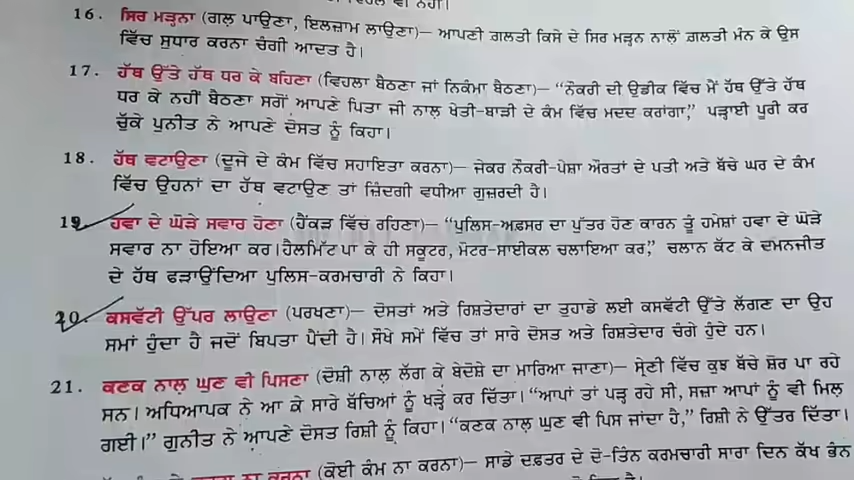 16. ਸਿਰ ਮੜ੍ਹਨਾ (ਗਲ਼ ਪਾਉਣਾ, ਇਲਜ਼ਾਮ ਲਾਉਣਾ)— ਆਪਣੀ ਗ਼ਲਤੀ ਕਿਸੇ ਦੇ ਸਿਰ ਮੜ੍ਹਨ ਨਾਲ਼ੋਂ ਗ਼ਲਤੀ ਮੰਨ ਕੇ ਉਸ
ਵਿੱਚ ਸੁਧਾਰ ਕਰਨਾ ਚੰਗੀ ਆਦਤ ਹੈ।
17. ਹੱਥ ਉੱਤੇ ਹੱਥ ਧਰ ਕੇ ਬਹਿਣਾ (ਵਿਹਲਾ ਬੈਠਣਾ ਜਾਂ ਨਿਕੰਮਾ ਬੈਠਣਾ)— “ਨੌਕਰੀ ਦੀ ਉਡੀਕ ਵਿੱਚ ਮੈਂ ਹੱਥ ਉੱਤੇ ਹੱਥ
ਧਰ ਕੇ ਨਹੀਂ ਬੈਠਣਾ ਸਗੋਂ ਆਪਣੇ ਪਿਤਾ ਜੀ ਨਾਲ਼ ਖੇਤੀ-ਬਾੜੀ ਦੇ ਕੰਮ ਵਿੱਚ ਮਦਦ ਕਰਾਂਗਾ,” ਪੜ੍ਹਾਈ ਪੂਰੀ ਕਰ
ਚੁੱਕੇ ਪੁਨੀਤ ਨੇ ਆਪਣੇ ਦੋਸਤ ਨੂੰ ਕਿਹਾ।
18. ਹੱਥ ਵਟਾਉਣਾ (ਦੂਜੇ ਦੇ ਕੰਮ ਵਿੱਚ ਸਹਾਇਤਾ ਕਰਨਾ)— ਜੇਕਰ ਨੌਕਰੀ-ਪੇਸ਼ਾ ਔਰਤਾਂ ਦੇ ਪਤੀ ਅਤੇ ਬੱਚੇ ਘਰ ਦੇ ਕੰਮ
ਵਿੱਚ ਉਹਨਾਂ ਦਾ ਹੱਥ ਵਟਾਉਣ ਤਾਂ ਜ਼ਿੰਦਗੀ ਵਧੀਆ ਗੁਜ਼ਰਦੀ ਹੈ।
19. ਹਵਾ ਦੇ ਘੋੜੇ ਸਵਾਰ ਹੋਣਾ (ਹੈਂਕੜ ਵਿੱਚ ਰਹਿਣਾ)— “ਪੁਲਿਸ-ਅਫ਼ਸਰ ਦਾ ਪੁੱਤਰ ਹੋਣ ਕਾਰਨ ਤੂੰ ਹਮੇਸ਼ਾਂ ਹਵਾ ਦੇ ਘੋੜੇ
ਸਵਾਰ ਨਾ ਹੋਇਆ ਕਰ। ਹੈਲਮਿੱਟ ਪਾ ਕੇ ਹੀ ਸਕੂਟਰ, ਮੋਟਰ-ਸਾਈਕਲ ਚਲਾਇਆ ਕਰ,” ਚਲਾਨ ਕੱਟ ਕੇ ਦਮਨਜੀਤ
ਦੇ ਹੱਥ ਫੜਾਉਂਦਿਆ ਪੁਲਿਸ-ਕਰਮਚਾਰੀ ਨੇ ਕਿਹਾ।
20. ਕਸਵੱਟੀ ਉੱਪਰ ਲਾਉਣਾ (ਪਰਖਣਾ)— ਦੋਸਤਾਂ ਅਤੇ ਰਿਸ਼ਤੇਦਾਰਾਂ ਦਾ ਤੁਹਾਡੇ ਲਈ ਕਸਵੱਟੀ ਉੱਤੇ ਲੱਗਣ ਦਾ ਉਹ
ਸਮਾਂ ਹੁੰਦਾ ਹੈ ਜਦੋਂ ਬਿਪਤਾ ਪੈਂਦੀ ਹੈ। ਸੌਖੇ ਸਮੇਂ ਵਿੱਚ ਤਾਂ ਸਾਰੇ ਦੋਸਤ ਅਤੇ ਰਿਸ਼ਤੇਦਾਰ ਚੰਗੇ ਹੁੰਦੇ ਹਨ।
21. ਕਣਕ ਨਾਲ਼ ਘੁਣ ਵੀ ਪਿਸਣਾ (ਦੋਸ਼ੀ ਨਾਲ਼ ਲੱਗ ਕੇ ਬੇਦੋਸ਼ੇ ਦਾ ਮਾਰਿਆ ਜਾਣਾ)— ਸ੍ਰੇਣੀ ਵਿੱਚ ਕੁਝ ਬੱਚੇ ਸ਼ੋਰ ਪਾ ਰਹੇ
ਸਨ। ਅਧਿਆਪਕ ਨੇ ਆ ਕੇ ਸਾਰੇ ਬੱਚਿਆਂ ਨੂੰ ਖੜ੍ਹੇ ਕਰ ਦਿੱਤਾ। “ਆਪਾਂ ਤਾਂ ਪੜ੍ਹ ਰਹੇ ਸੀ, ਸਜ਼ਾ ਆਪਾਂ ਨੂੰ ਵੀ ਮਿਲ਼
ਗਈ।” ਗੁਨੀਤ ਨੇ ਆਪਣੇ ਦੋਸਤ ਰਿਸ਼ੀ ਨੂੰ ਕਿਹਾ। “ਕਣਕ ਨਾਲ਼ ਘੁਣ ਵੀ ਪਿਸ ਜਾਂਦਾ ਹੈ,” ਰਿਸ਼ੀ ਨੇ ਉੱਤਰ ਦਿੱਤਾ।
(ਕੋਈ ਕੰਮ ਨਾ ਕਰਨਾ)— ਸਾਡੇ ਦਫ਼ਤਰ ਦੇ ਦੋ-ਤਿੰਨ ਕਰਮਚਾਰੀ ਸਾਰਾ ਦਿਨ ਕੱਖ ਭੰਨ